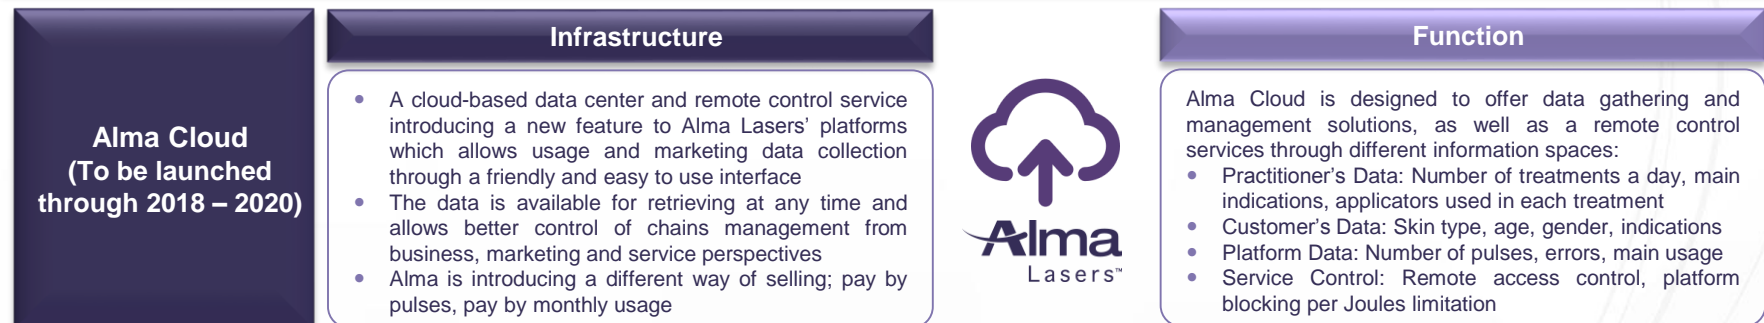 Alma Cloud
(To be launched
through 2018 – 2020)
Infrastructure
• A cloud-based data center and remote control service
introducing a new feature to Alma Lasers’ platforms
which allows usage and marketing data collection
through a friendly and easy to use interface
• The data is available for retrieving at any time and
allows better control of chains management from
business, marketing and service perspectives
• Alma is introducing a different way of selling; pay by
pulses, pay by monthly usage
Alma
Lasers™
Function
Alma Cloud is designed to offer data gathering and
management solutions, as well as a remote control
services through different information spaces:
• Practitioner’s Data: Number of treatments a day, main
indications, applicators used in each treatment
• Customer’s Data: Skin type, age, gender, indications
• Platform Data: Number of pulses, errors, main usage
• Service Control: Remote access control, platform
blocking per Joules limitation